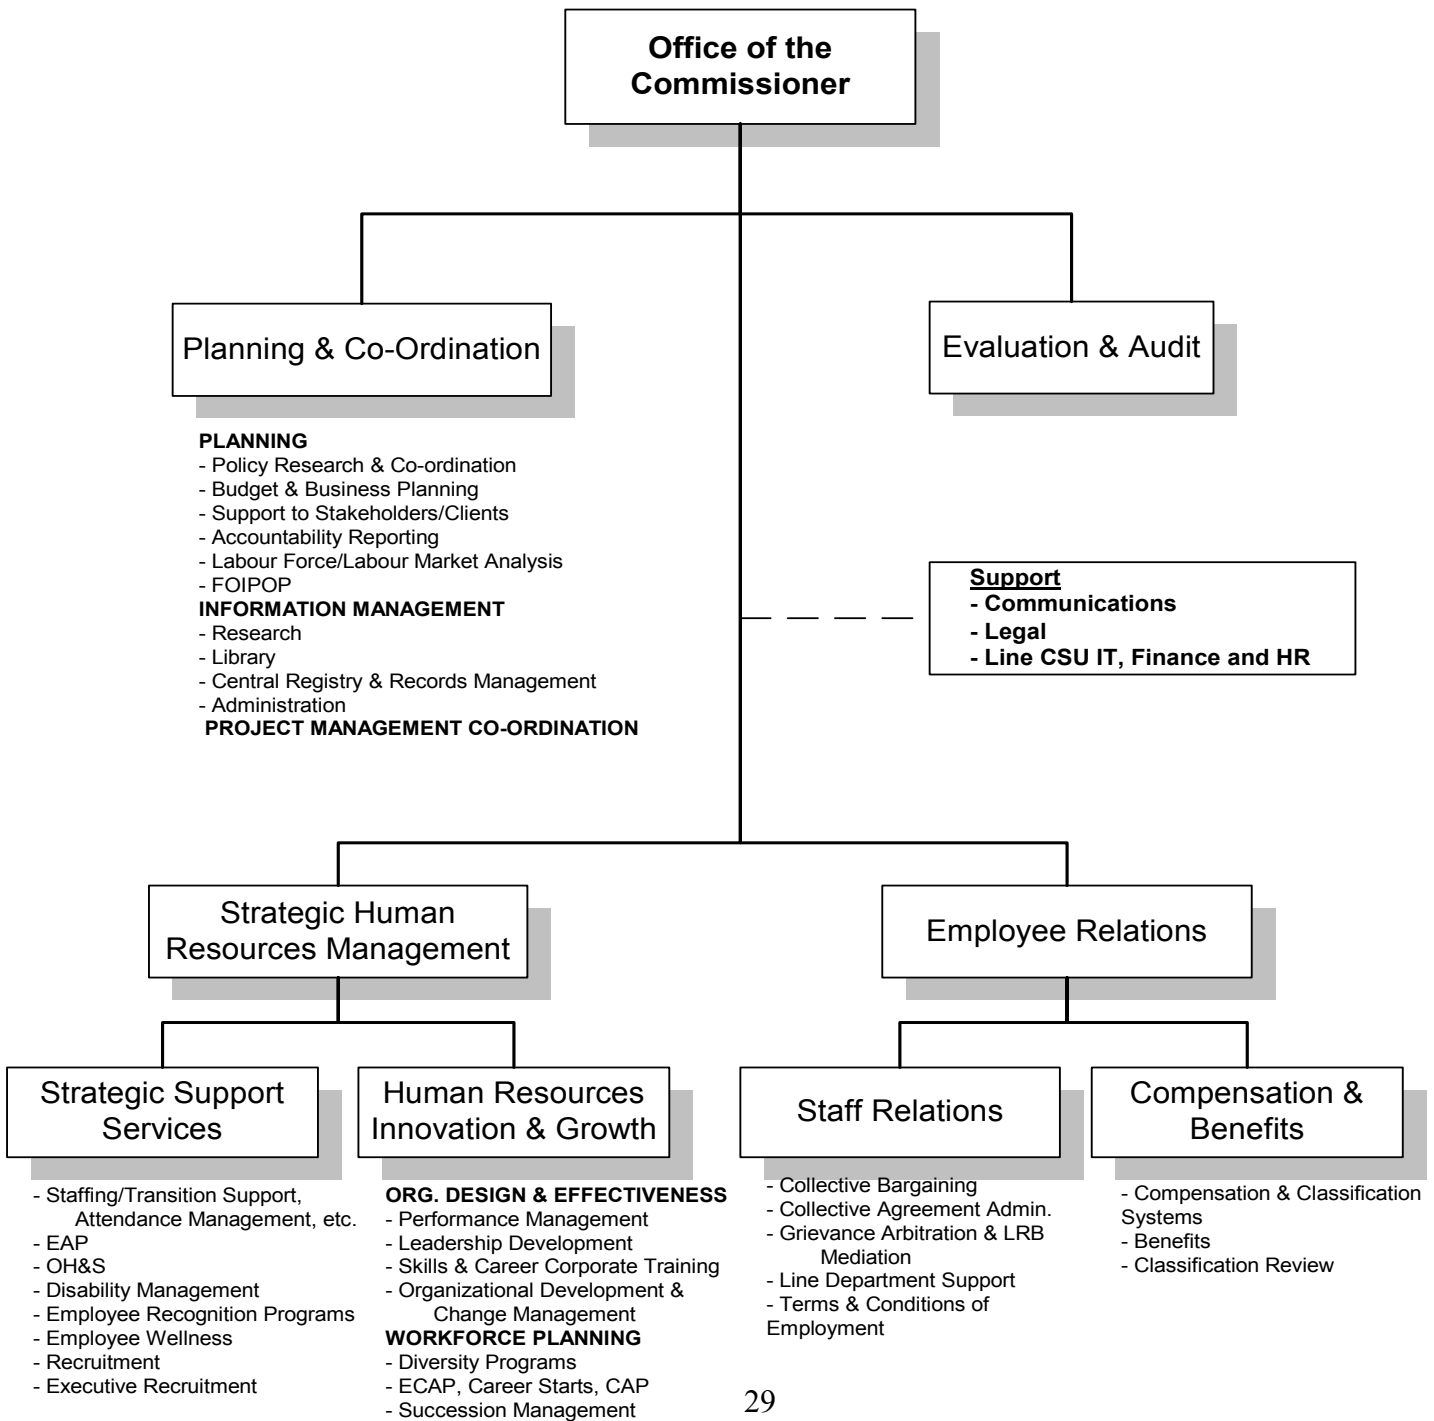 Office of the
Commissioner
Planning & Co-Ordination
Evaluation & Audit
PLANNING
- Policy Research & Co-ordination
- Budget & Business Planning
- Support to Stakeholders/Clients
- Accountability Reporting
- Labour Force/Labour Market Analysis
- FOIPOP
INFORMATION MANAGEMENT
- Research
- Library
- Central Registry & Records Management
- Administration
PROJECT MANAGEMENT CO-ORDINATION
Support
- Communications
- Legal
- Line CSU IT, Finance and HR
Strategic Human
Resources Management
Employee Relations
Strategic Support
Services
Human Resources
Innovation & Growth
Staff Relations
Compensation &
Benefits
- Staffing/Transition Support,
Attendance Management, etc.
- EAP
- OH&S
- Disability Management
- Employee Recognition Programs
- Employee Wellness
- Recruitment
- Executive Recruitment
ORG. DESIGN & EFFECTIVENESS
- Performance Management
- Leadership Development
- Skills & Career Corporate Training
- Organizational Development &
Change Management
WORKFORCE PLANNING
- Diversity Programs
- ECAP, Career Starts, CAP
- Succession Management
- Collective Bargaining
- Collective Agreement Admin.
- Grievance Arbitration & LRB
Mediation
- Line Department Support
- Terms & Conditions of
Employment
- Compensation & Classification
Systems
- Benefits
- Classification Review
29